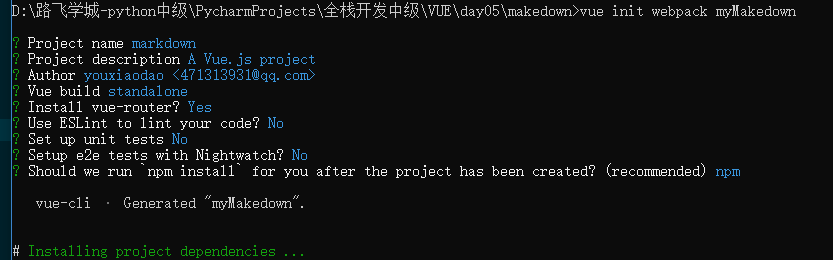 D:\路飞学城-python中级\PycharmProjects\全栈开发中级\VUE\day05\makedown>vue init webpack myMakedown
? Project name markdown
? Project description A Vue.js project
? Author youxiaodao <471313931@qq.com>
? Vue build standalone
? Install vue-router? Yes
? Use ESLint to lint your code? No
? Set up unit tests No
? Setup e2e tests with Nightwatch? No
? Should we run `npm install` for you after the project has been created? (recommended) npm
vue-cli · Generated "myMakedown".
# Installing project dependencies ...